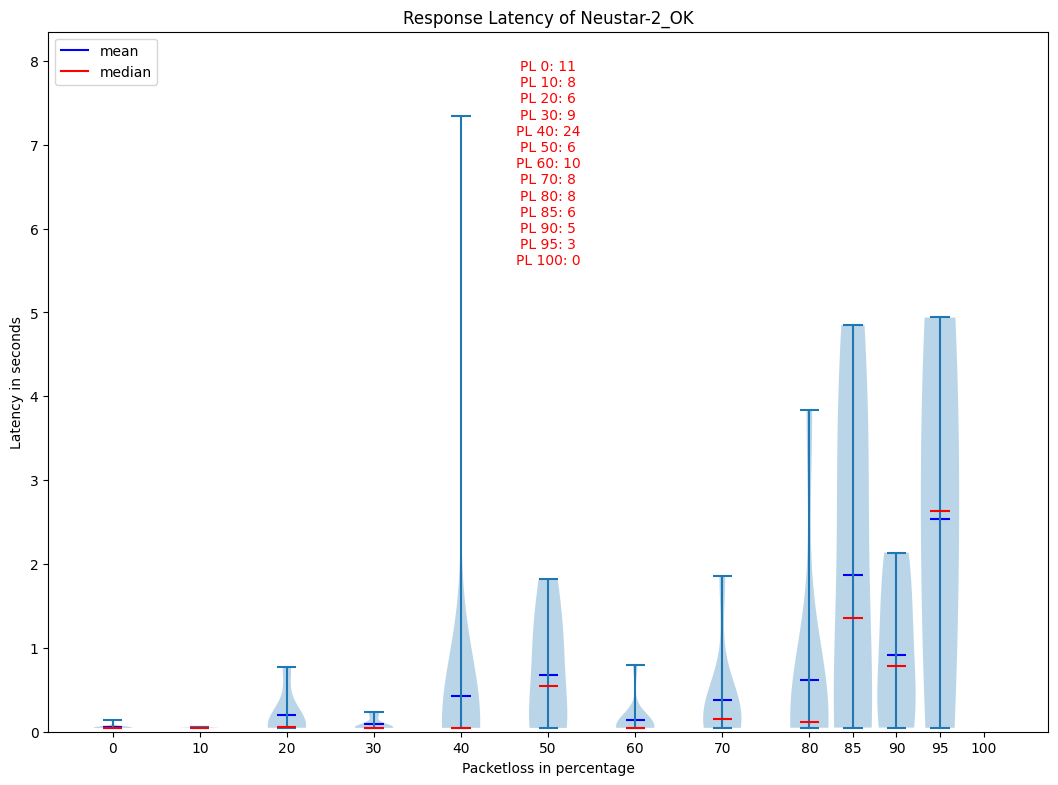 Response Latency of Neustar-2_OK
mean
median
PL 0: 11
PL 10: 8
PL 20: 6
PL 30: 9
PL 40: 24
PL 50: 6
PL 60: 10
PL 70: 8
PL 80: 8
PL 85: 6
PL 90: 5
PL 95: 3
PL 100: 0
Latency in seconds
8
7
6
5
4
3
2
1
0
0 10 20 30 40 50 60 70 80 85 90 95 100
Packetloss in percentage